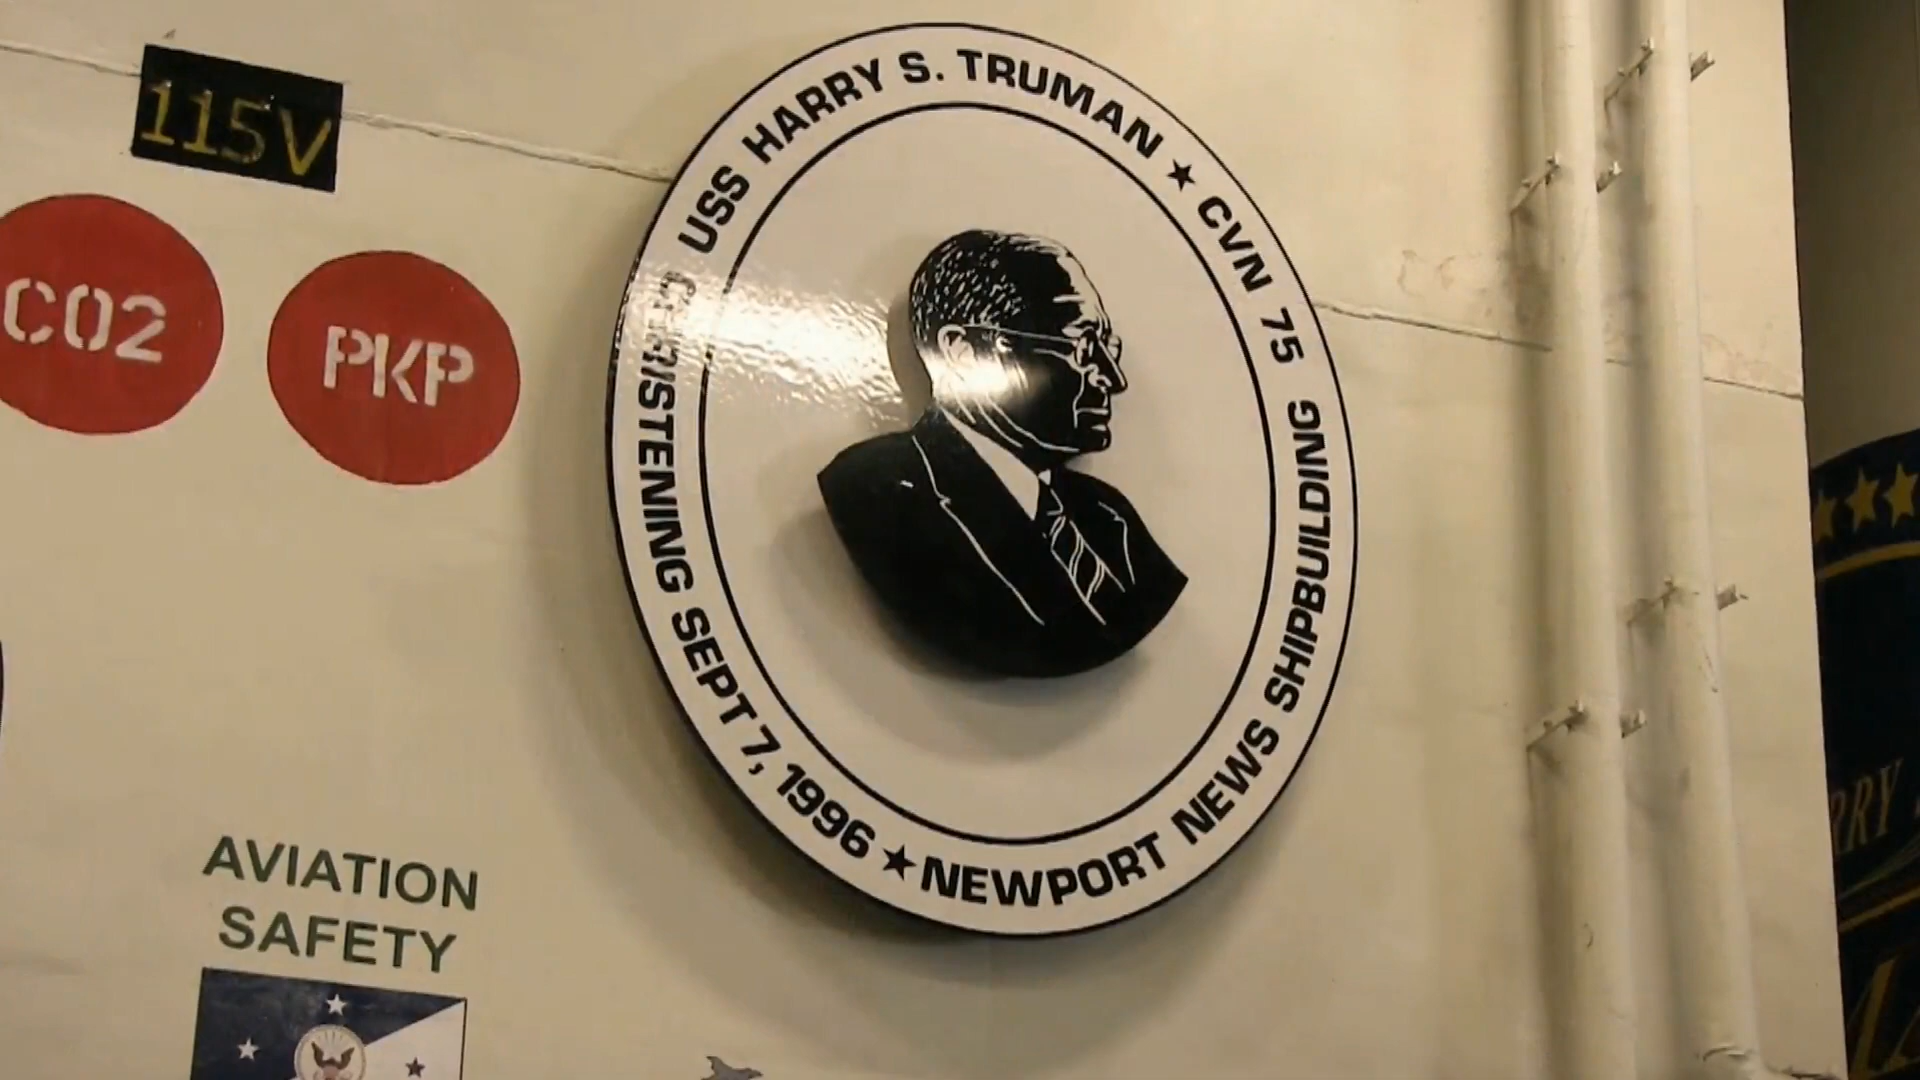 115V
CO2
PKP
USS HARRY S. TRUMAN ★ CVN 75
NEWPORT NEWS SHIPBUILDING
CHRISTENING SEPT 7, 1996 ★
AVIATION
SAFETY